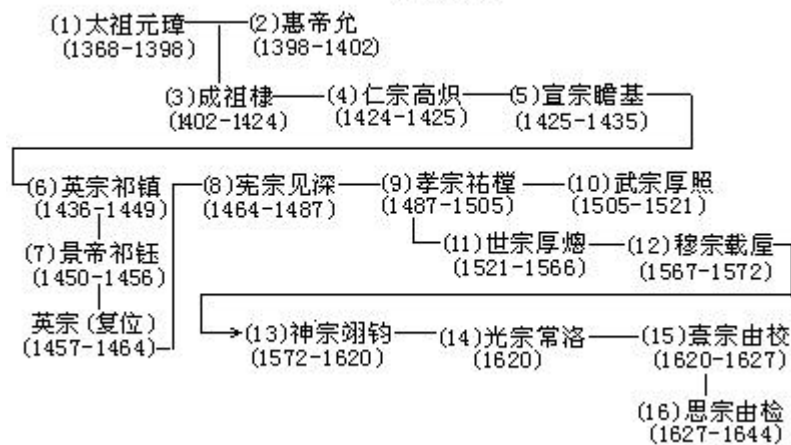 (1)太祖元璋
(2)惠帝允
(1368-1398)
(1398-1402)
(3)成祖棣
(4)仁宗高炽
(5)宣宗瞻基
(1402-1424)
(1424-1425)
(1425-1435)
(6)英宗祁镇
(8)宪宗见深
(9)孝宗祐樘
(10)武宗厚照
(1436-1449)
(1464-1487)
(1487-1505)
(1505-1521)
(7)景帝祁钰
(11)世宗厚熜
(12)穆宗载垕
(1450-1456)
(1521-1566)
(1567-1572)
英宗(复位)
(1457-1464)
(13)神宗翊钧
(14)光宗常洛
(15)熹宗由校
(1572-1620)
(1620)
(1620-1627)
(16)思宗由检
(1627-1644)